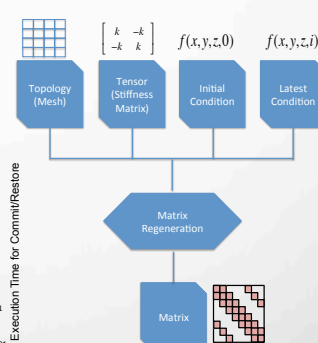 k -k
-k k
f(x,y,z,0)
f(x,y,z,i)
Topology
(Mesh)
Tensor
(Stiffness
Matrix)
Initial
Condition
Latest
Condition
Execution Time for Commit/Restore
Matrix
Regeneration
Matrix